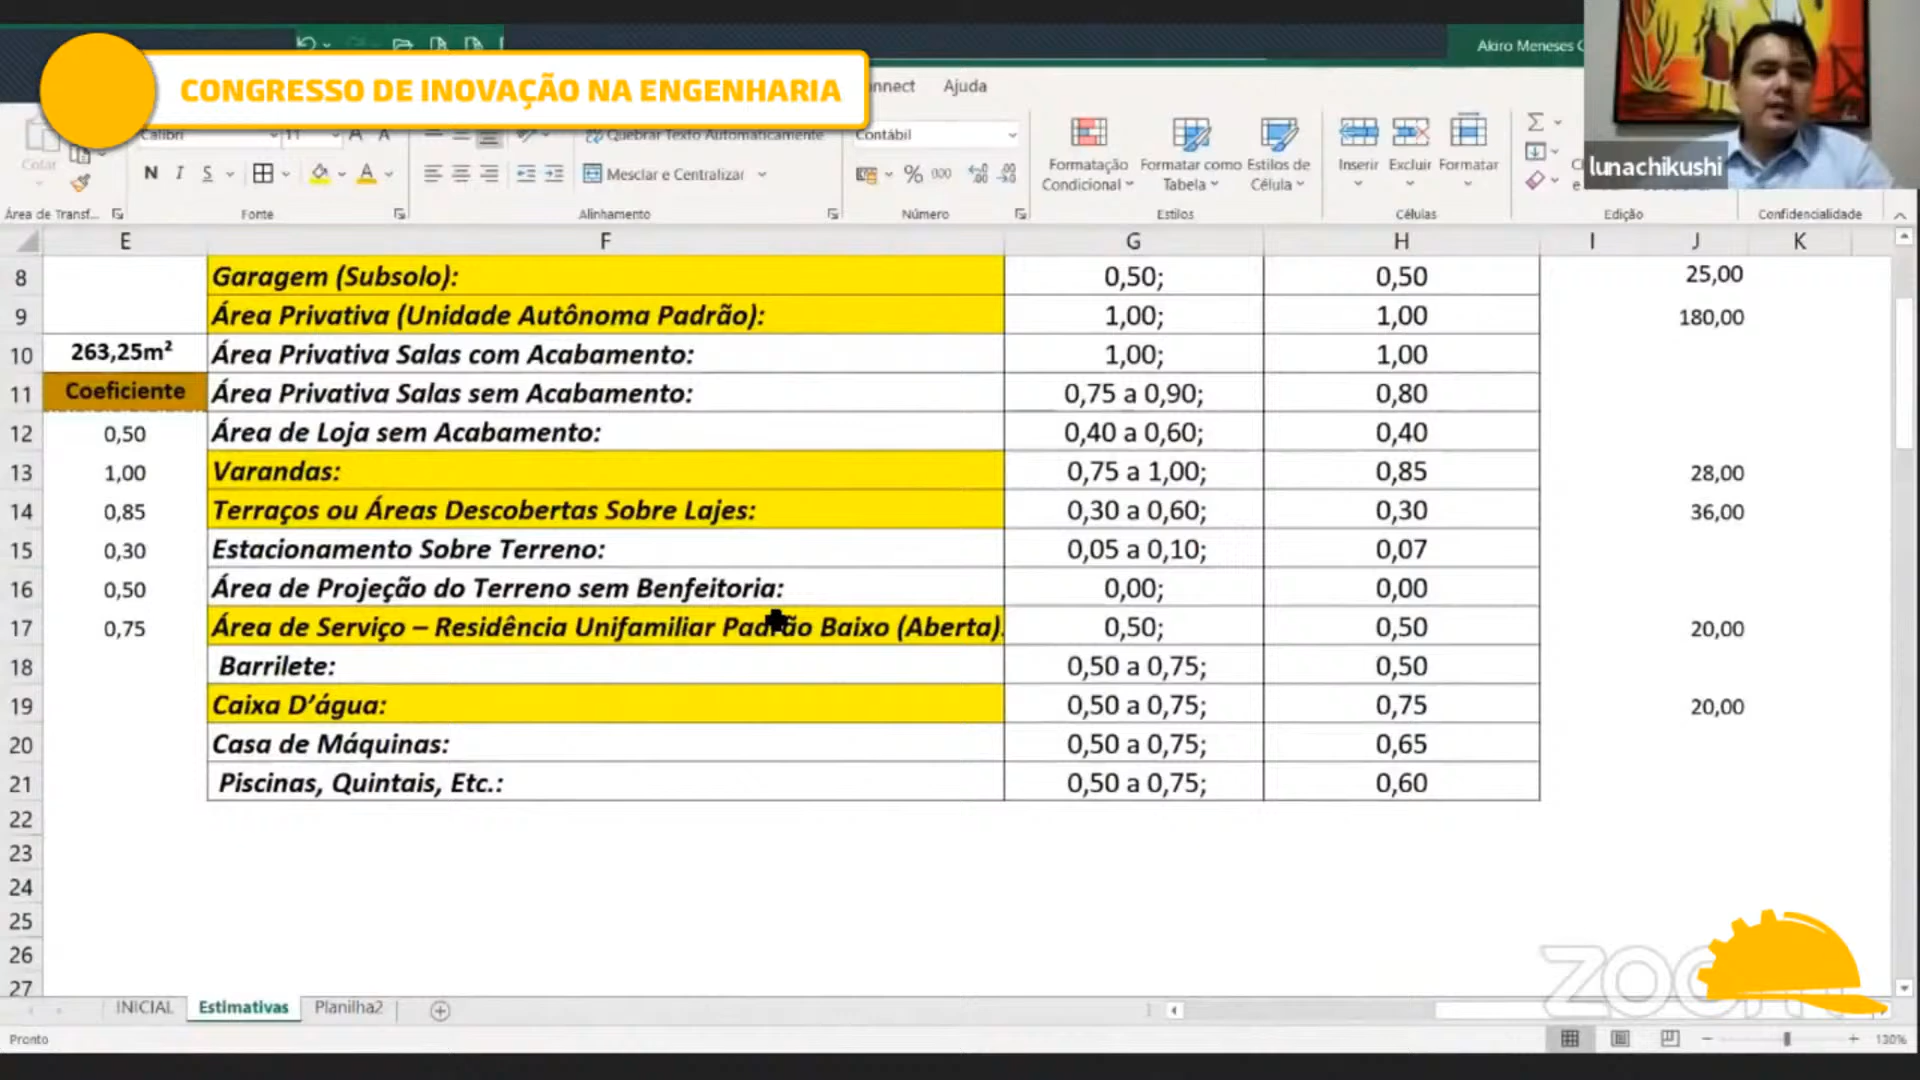 Akiro Meneses C
CONGRESSO DE INOVAÇÃO NA ENGENHARIA
nnect Ajuda
Calibri 11 A A Quebrar Texto Automaticamente Contábil
Colar N I S Mesclar e Centralizar % 000
Formatação Condicional Formatar como Tabela Estilos de Célula Inserir Excluir Formatar
lunachikushi
Área de Transf... Fonte Alinhamento Número Estilos Células Edição Confidencialidade
E F G H I J K
8 Garagem (Subsolo): 0,50; 0,50 25,00
9 Área Privativa (Unidade Autônoma Padrão): 1,00; 1,00 180,00
10 263,25m² Área Privativa Salas com Acabamento: 1,00; 1,00
11 Coeficiente Área Privativa Salas sem Acabamento: 0,75 a 0,90; 0,80
12 0,50 Área de Loja sem Acabamento: 0,40 a 0,60; 0,40
13 1,00 Varandas: 0,75 a 1,00; 0,85 28,00
14 0,85 Terraços ou Áreas Descobertas Sobre Lajes: 0,30 a 0,60; 0,30 36,00
15 0,30 Estacionamento Sobre Terreno: 0,05 a 0,10; 0,07
16 0,50 Área de Projeção do Terreno sem Benfeitoria: 0,00; 0,00
17 0,75 Área de Serviço – Residência Unifamiliar Padrão Baixo (Aberta): 0,50; 0,50 20,00
18 Barrilete: 0,50 a 0,75; 0,50
19 Caixa D’água: 0,50 a 0,75; 0,75 20,00
20 Casa de Máquinas: 0,50 a 0,75; 0,65
21 Piscinas, Quintais, Etc.: 0,50 a 0,75; 0,60
22
23
24
25
26
27
zoom
INICIAL Estimativas Planilha2
Pronto 130%